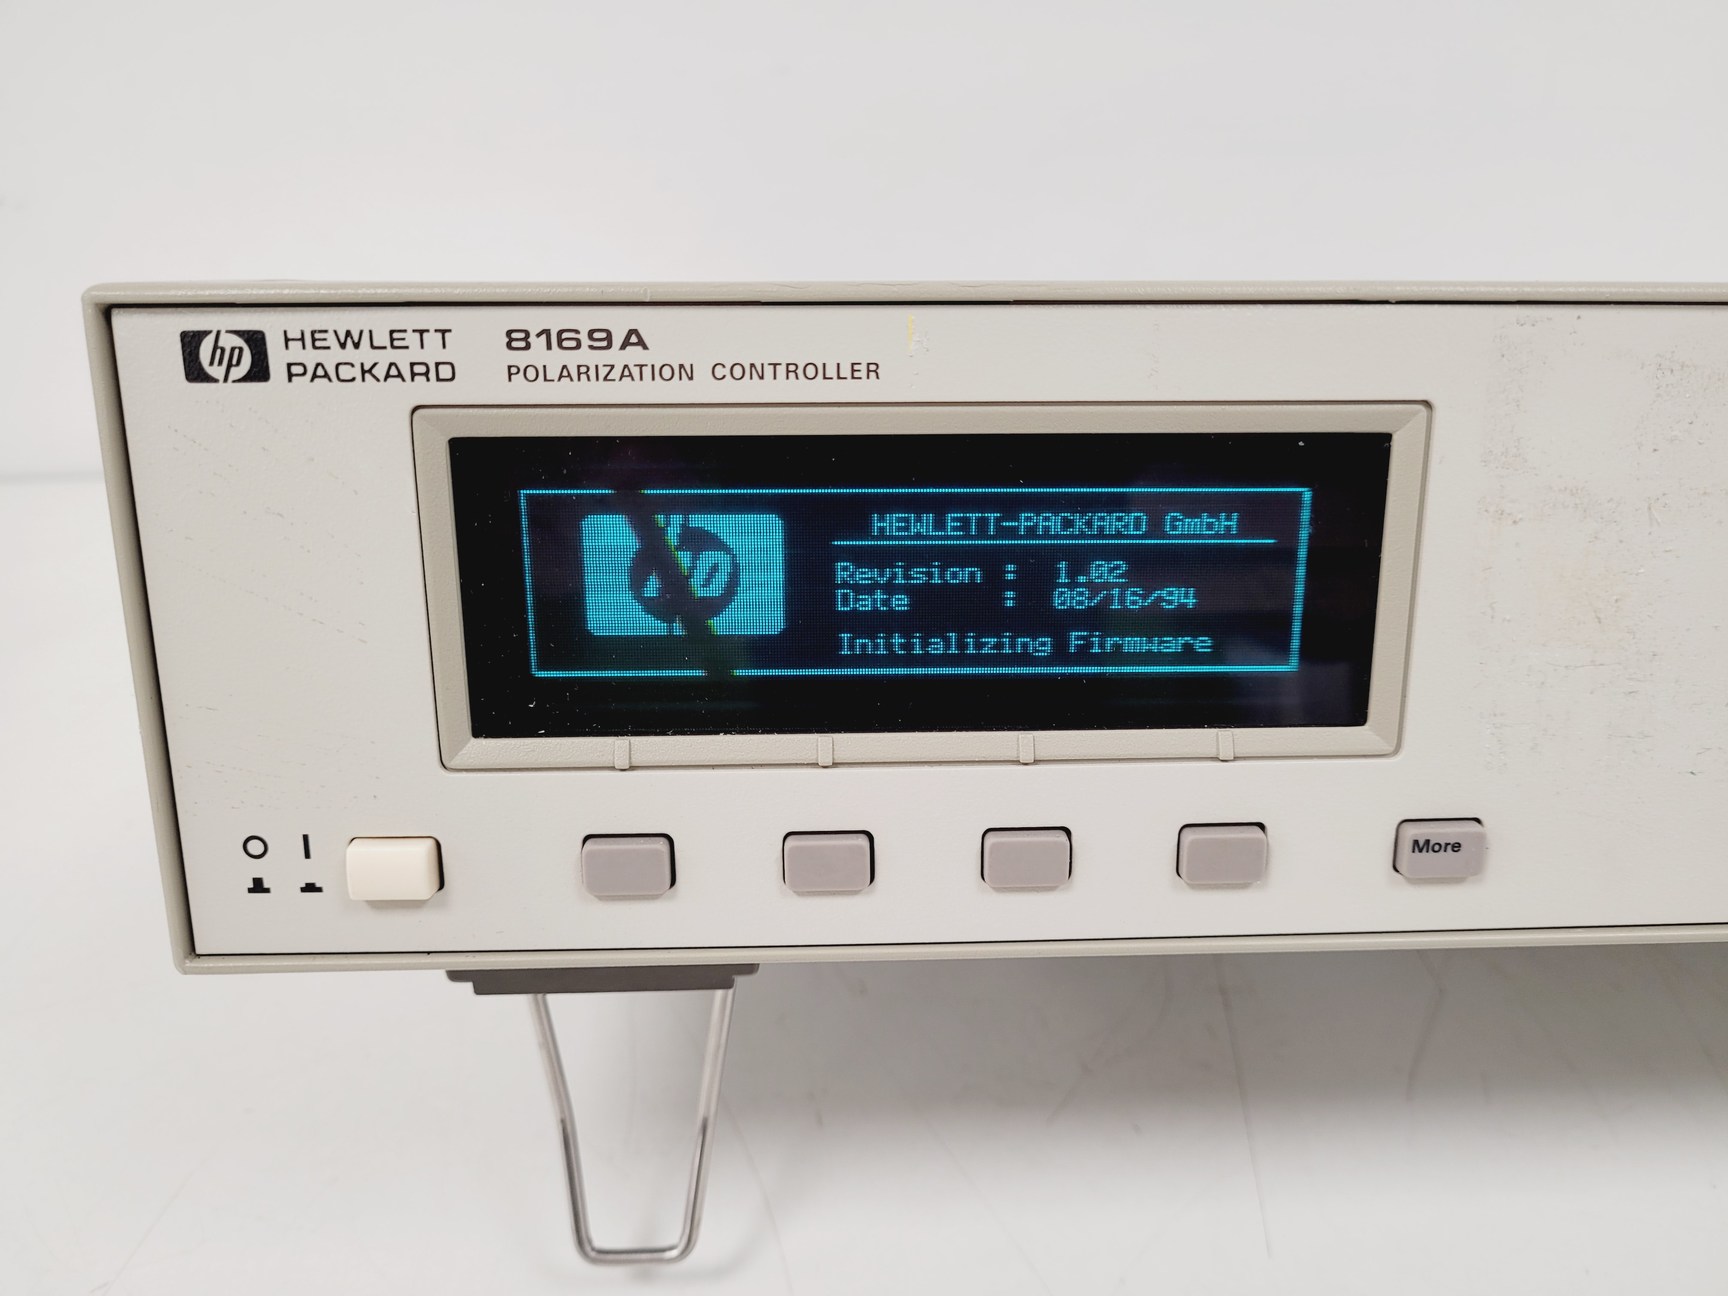 hp HEWLETT
PACKARD
8169A
POLARIZATION CONTROLLER
HEWLETT-PACKARD GmbH
Revision : 1.02
Date : 08/16/94
Initializing Firmware
More